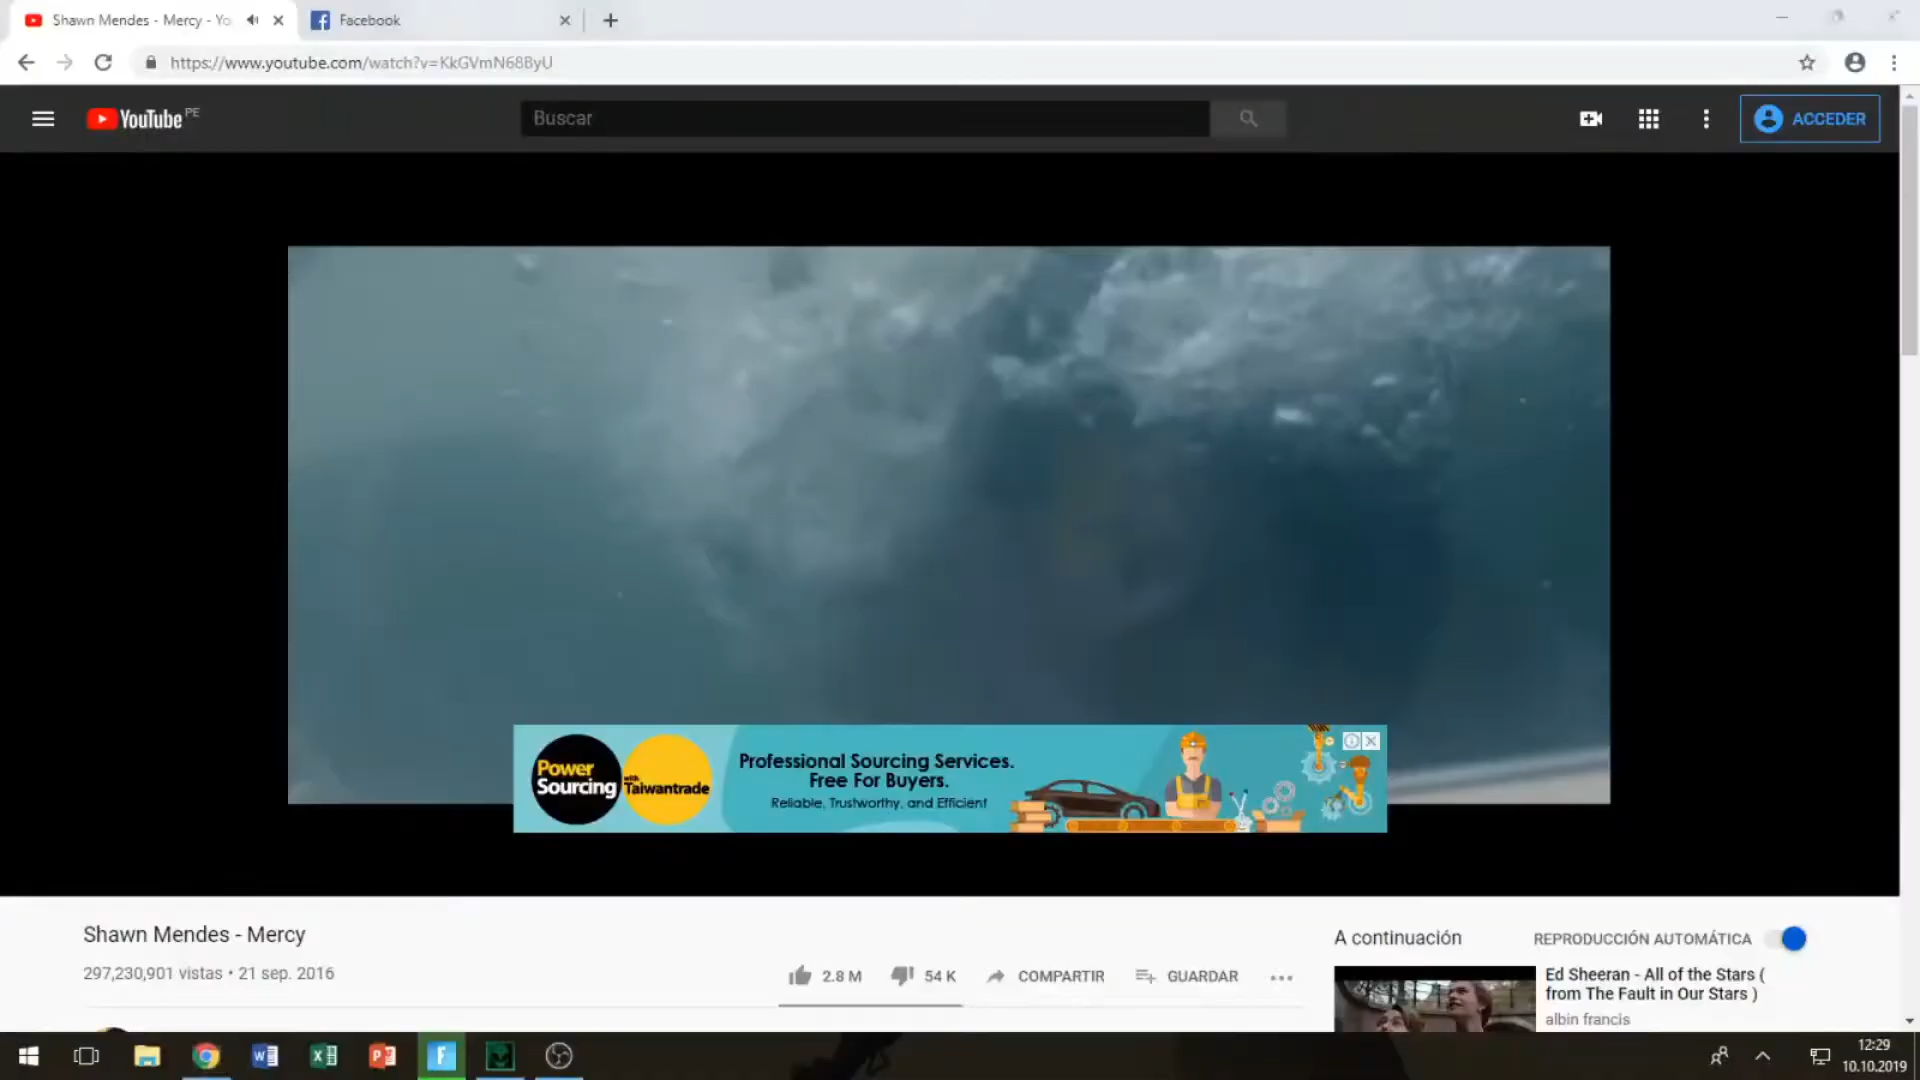 Shawn Mendes - Mercy - Yo
Facebook
https://www.youtube.com/watch?v=KkGVmN68ByU
YouTube PE
Buscar
ACCEDER
Power Sourcing
with Taiwantrade
Professional Sourcing Services.
Free For Buyers.
Reliable, Trustworthy, and Efficient
Shawn Mendes - Mercy
297,230,901 vistas • 21 sep. 2016
2.8 M
54 K
COMPARTIR
GUARDAR
A continuación
REPRODUCCIÓN AUTOMÁTICA
Ed Sheeran - All of the Stars (
from The Fault in Our Stars )
albin francis
12:29
10.10.2019